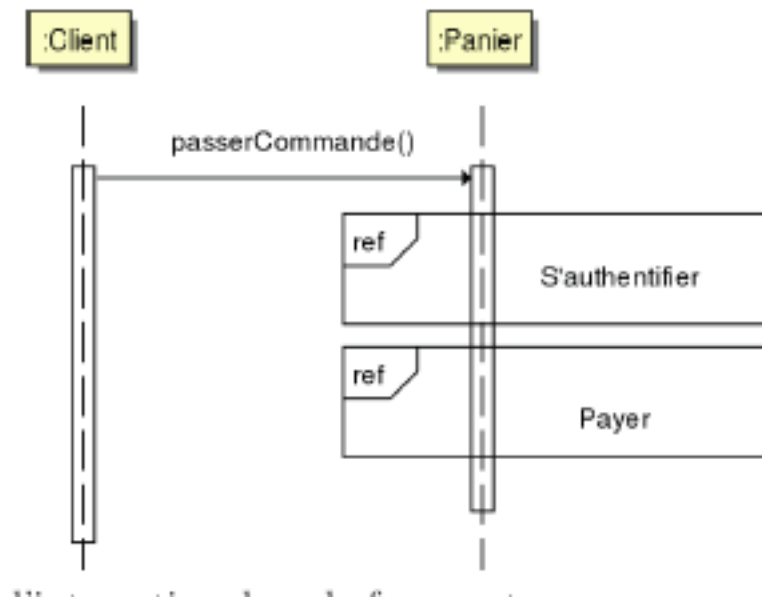 :Client
:Panier
passerCommande()
ref
S'authentifier
ref
Payer